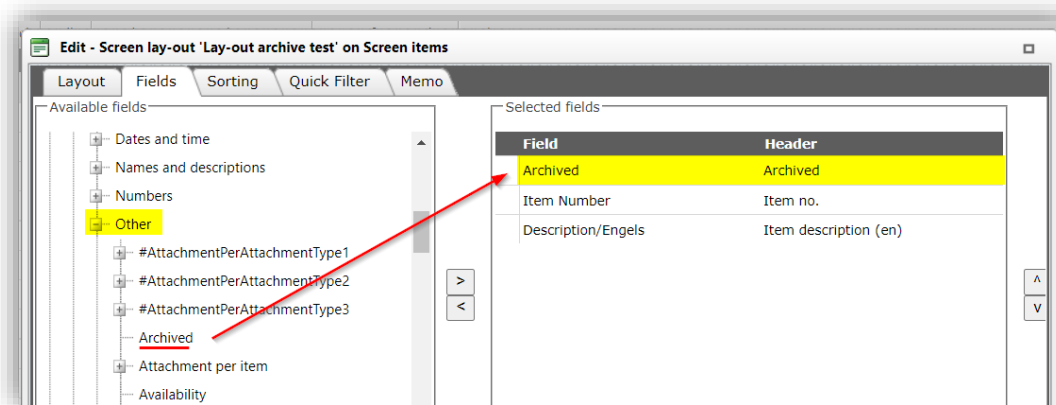 Edit - Screen lay-out 'Lay-out archive test' on Screen items
Layout Fields Sorting Quick Filter Memo
Available fields
Dates and time
Names and descriptions
Numbers
Other
#AttachmentPerAttachmentType1
#AttachmentPerAttachmentType2
#AttachmentPerAttachmentType3
Archived
Attachment per item
Availability
>
<
Selected fields
Field Header
Archived Archived
Item Number Item no.
Description/Engels Item description (en)
^
v